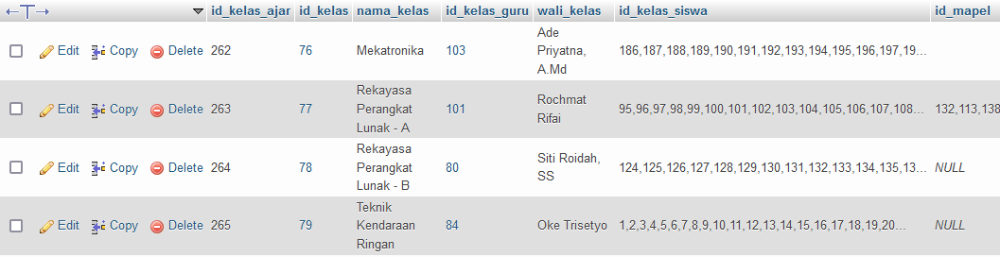 ←T→ id_kelas_ajar id_kelas nama_kelas id_kelas_guru wali_kelas id_kelas_siswa id_mapel
Edit Copy Delete 262 76 Mekatronika 103 Ade Priyatna, A.Md 186,187,188,189,190,191,192,193,194,195,196,197,19...
Edit Copy Delete 263 77 Rekayasa Perangkat Lunak - A 101 Rochmat Rifai 95,96,97,98,99,100,101,102,103,104,105,106,107,108... 132,113,138
Edit Copy Delete 264 78 Rekayasa Perangkat Lunak - B 80 Siti Roidah, SS 124,125,126,127,128,129,130,131,132,133,134,135,13... NULL
Edit Copy Delete 265 79 Teknik Kendaraan Ringan 84 Oke Trisetyo 1,2,3,4,5,6,7,8,9,10,11,12,13,14,15,16,17,18,19,20... NULL